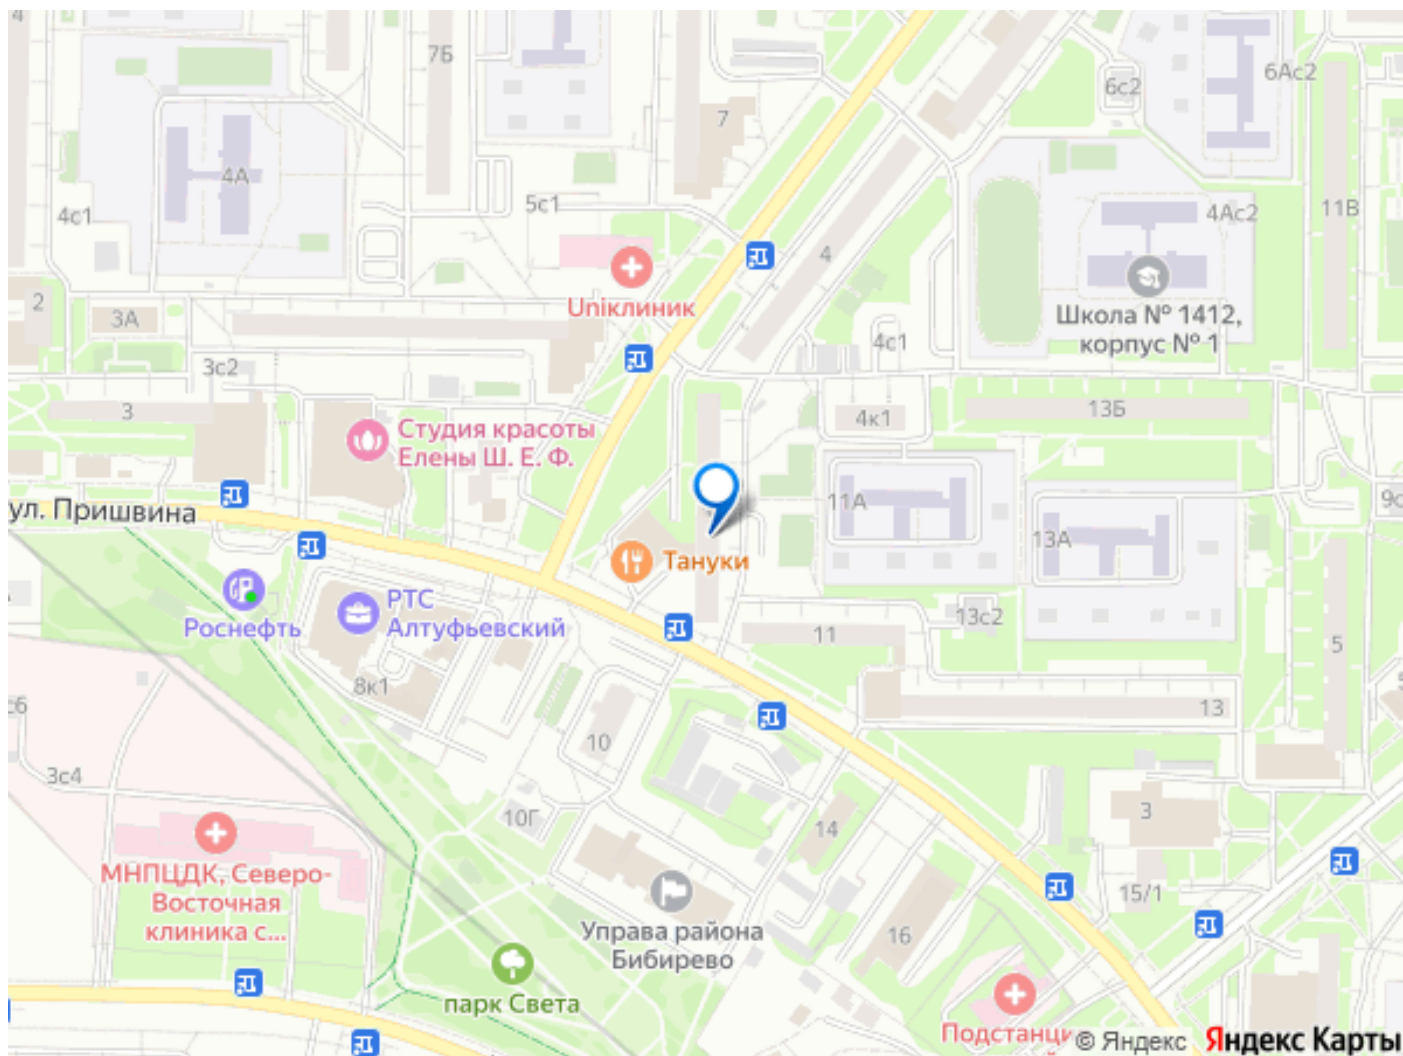 4
7Б
6Ас2
6с2
7
4А
4с1
5с1
4Ас2
11В
4
Uniклиник
2
3А
Школа № 1412,
корпус № 1
4с1
3с2
3
4к1
13Б
Студия красоты
Елены Ш. Е. Ф.
ул. Пришвина
11А
13А
Тануки
Роснефть
РТС
Алтуфьевский
13с2
11
5
8к1
10
13
3с4
10Г
14
3
МНПЦДК, Северо-
Восточная
клиника с...
15/1
Управа района
Бибирево
16
парк Света
Подстанци
© Яндекс
Яндекс Карты